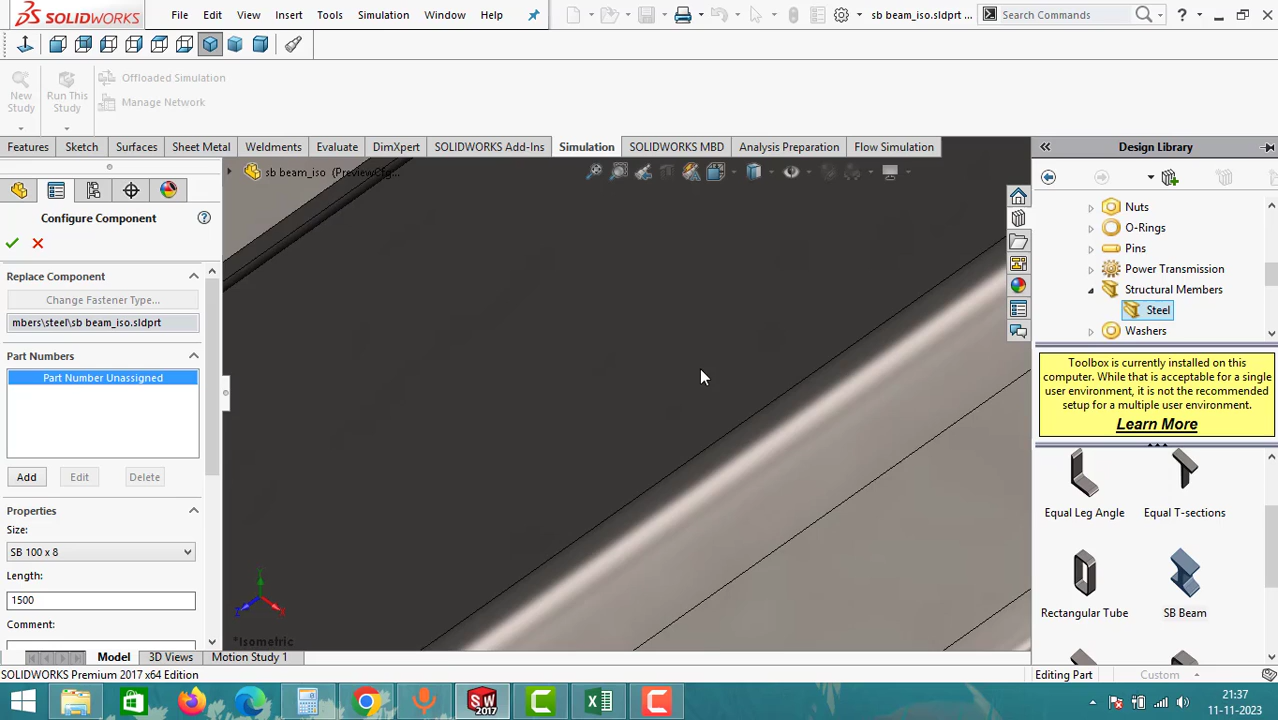 SOLIDWORKS File Edit View Insert Tools Simulation Window Help sb beam_iso.sldprt ... Search Commands
New Study
Run This Study
Offloaded Simulation
Manage Network
Features Sketch Surfaces Sheet Metal Weldments Evaluate DimXpert SOLIDWORKS Add-Ins Simulation SOLIDWORKS MBD Analysis Preparation Flow Simulation
Design Library
sb beam_iso (PreviewCfg...
Configure Component
Replace Component
Change Fastener Type...
mbers\steel\sb beam_iso.sldprt
Part Numbers
Part Number Unassigned
Add Edit Delete
Properties
Size:
SB 100 x 8
Length:
1500
Comment:
Y
Z X
*Isometric
Nuts
O-Rings
Pins
Power Transmission
Structural Members
Steel
Washers
Toolbox is currently installed on this
computer. While that is acceptable for a single
user environment, it is not the recommended
setup for a multiple user environment.
Learn More
Equal Leg Angle Equal T-sections
Rectangular Tube SB Beam
Model 3D Views Motion Study 1
SOLIDWORKS Premium 2017 x64 Edition Editing Part Custom
SW 2017
21:37
11-11-2023